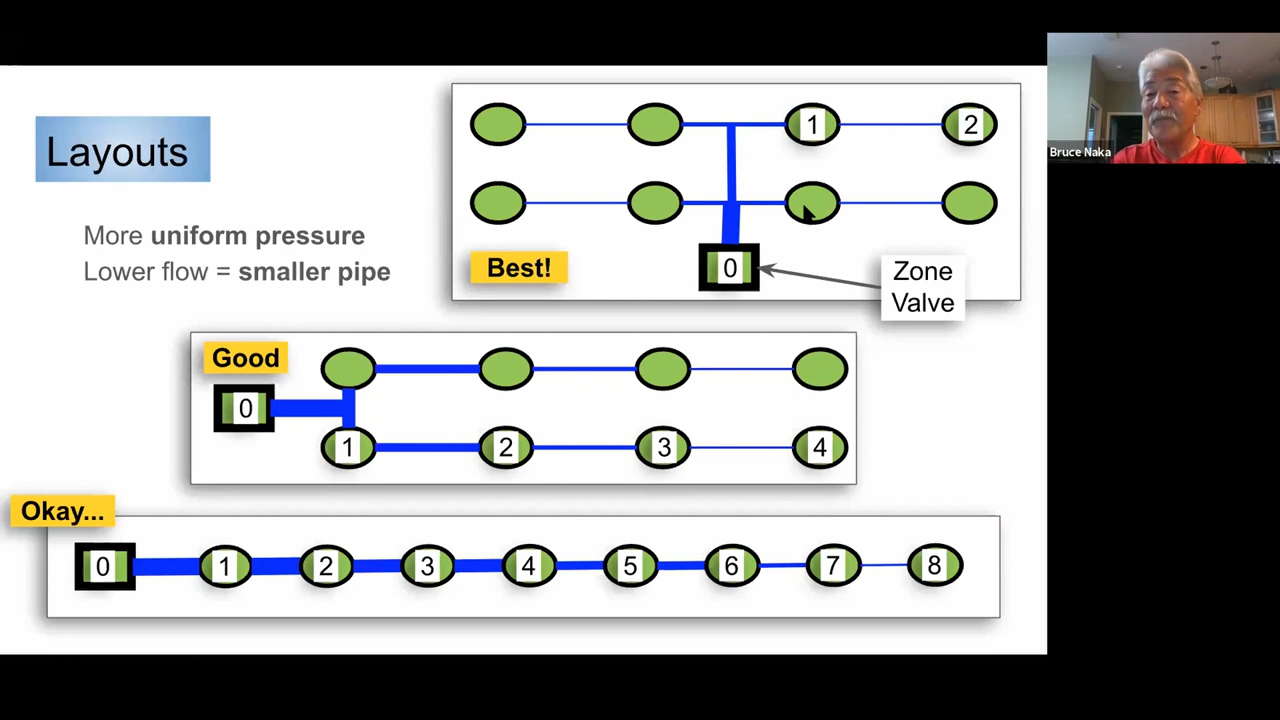 Layouts
More uniform pressure
Lower flow = smaller pipe
1
2
Best!
0
Zone
Valve
Good
0
1
2
3
4
Okay...
0
1
2
3
4
5
6
7
8
Bruce Naka